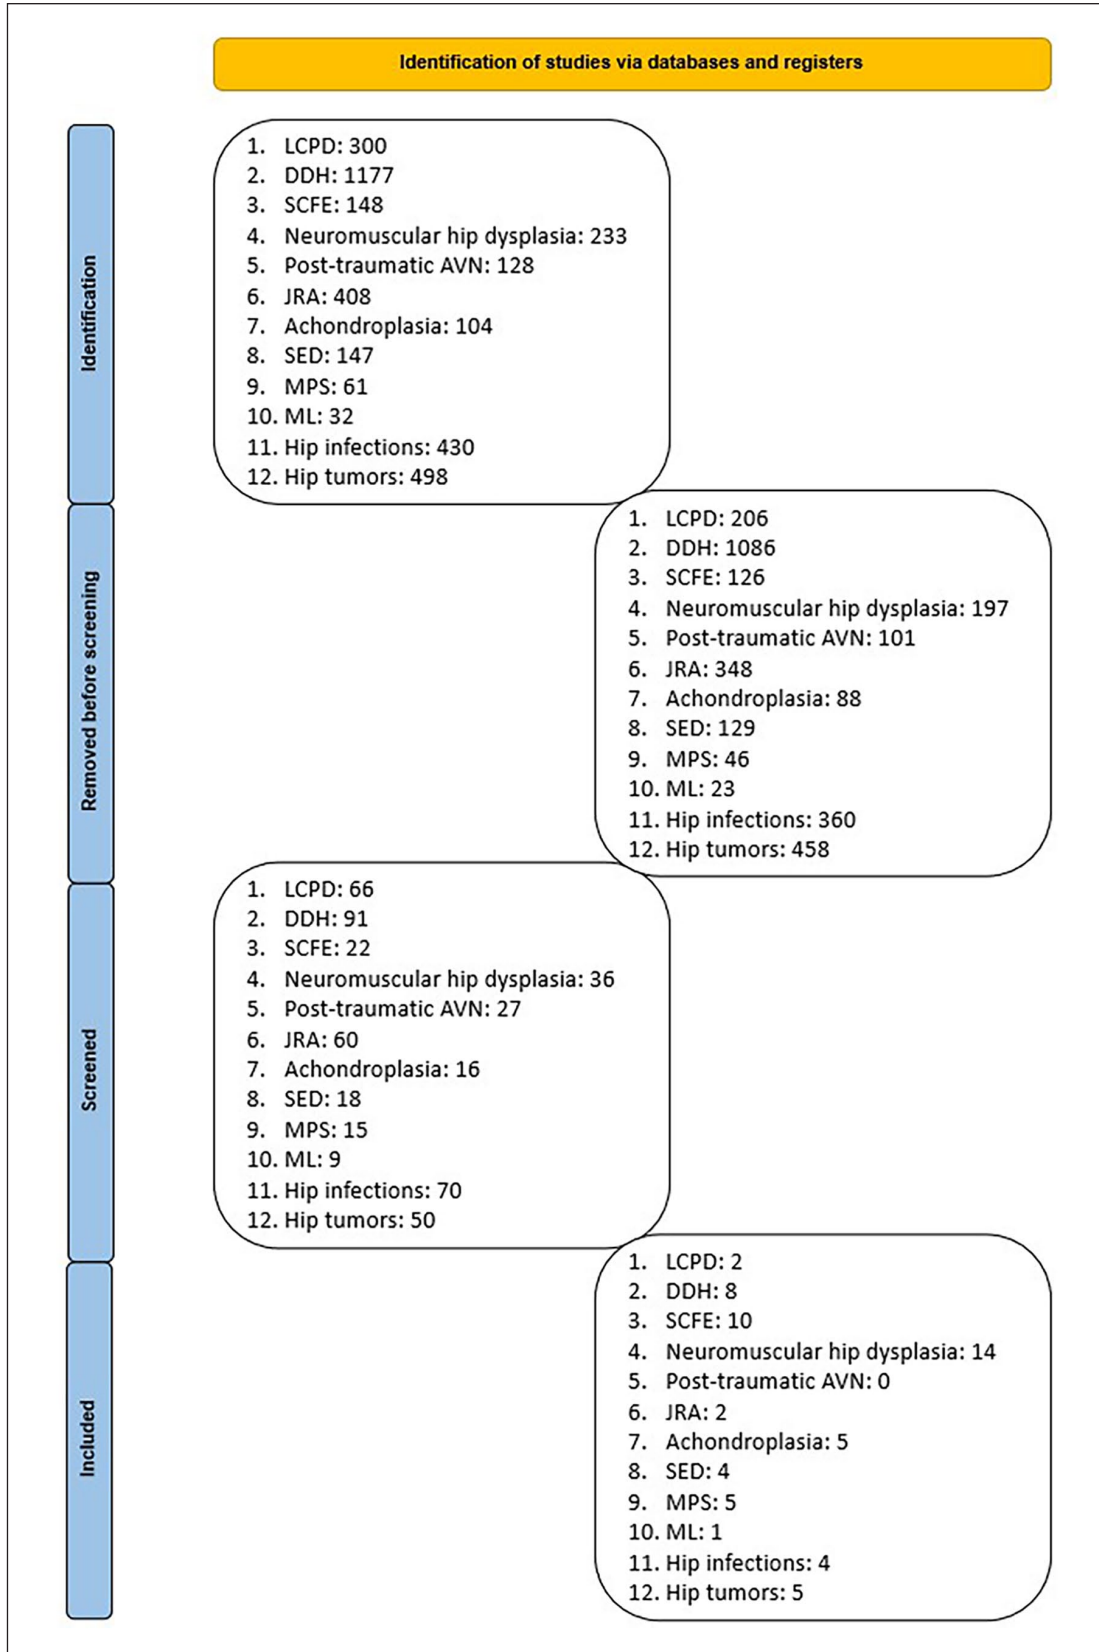 Identification of studies via databases and registers
Identification
1. LCPD: 300
2. DDH: 1177
3. SCFE: 148
4. Neuromuscular hip dysplasia: 233
5. Post-traumatic AVN: 128
6. JRA: 408
7. Achondroplasia: 104
8. SED: 147
9. MPS: 61
10. ML: 32
11. Hip infections: 430
12. Hip tumors: 498
Removed before screening
1. LCPD: 206
2. DDH: 1086
3. SCFE: 126
4. Neuromuscular hip dysplasia: 197
5. Post-traumatic AVN: 101
6. JRA: 348
7. Achondroplasia: 88
8. SED: 129
9. MPS: 46
10. ML: 23
11. Hip infections: 360
12. Hip tumors: 458
Screened
1. LCPD: 66
2. DDH: 91
3. SCFE: 22
4. Neuromuscular hip dysplasia: 36
5. Post-traumatic AVN: 27
6. JRA: 60
7. Achondroplasia: 16
8. SED: 18
9. MPS: 15
10. ML: 9
11. Hip infections: 70
12. Hip tumors: 50
Included
1. LCPD: 2
2. DDH: 8
3. SCFE: 10
4. Neuromuscular hip dysplasia: 14
5. Post-traumatic AVN: 0
6. JRA: 2
7. Achondroplasia: 5
8. SED: 4
9. MPS: 5
10. ML: 1
11. Hip infections: 4
12. Hip tumors: 5